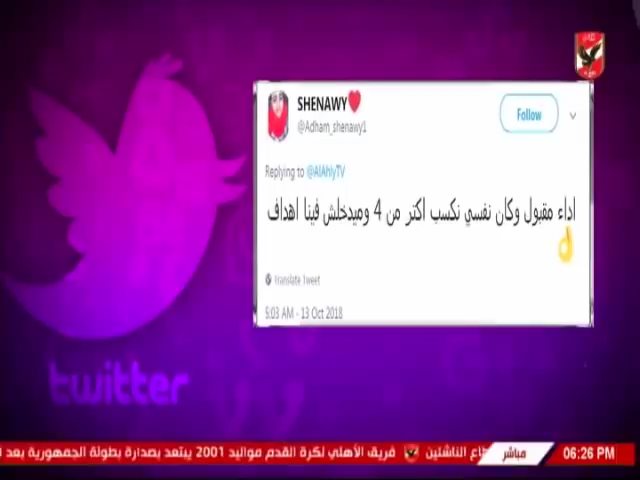 SHENAWY❤
@Adham_shenawy1
Follow
Replying to @AlAhlyTV
اداء مقبول وكان نفسي نكسب اكتر من 4 وميدخلش فينا اهداف
👌
Translate Tweet
5:03 AM - 13 Oct 2018
twitter
06:26 PM
مباشر
اع الناشئين
فريق الأهلي لكرة القدم مواليد 2001 يبتعد بصدارة بطولة الجمهورية بعد